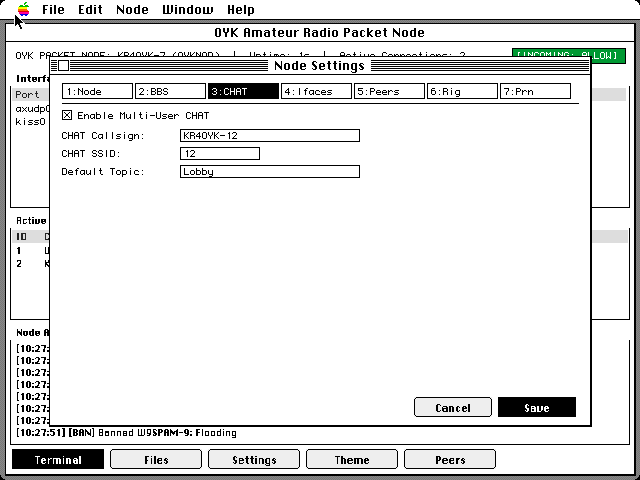 File Edit Node Window Help
OYK Amateur Radio Packet Node
OYK PACKET NODE: KR4OYK-7 (OYKNOD) | Uptime: 1s | Active Connections: 2 [INCOMING: ALLOW]
Node Settings
Interfa
Port
axudp0
kiss0
1:Node 2:BBS 3:CHAT 4:Ifaces 5:Peers 6:Rig 7:Prn
Enable Multi-User CHAT
CHAT Callsign: KR4OYK-12
CHAT SSID: 12
Default Topic: Lobby
Active
ID
1
2
Node A
[10:27:
[10:27:
[10:27:
[10:27:
[10:27:
[10:27:
[10:27:
Cancel Save
[10:27:51] [BAN] Banned W9SPAM-9: Flooding
Terminal Files Settings Theme Peers